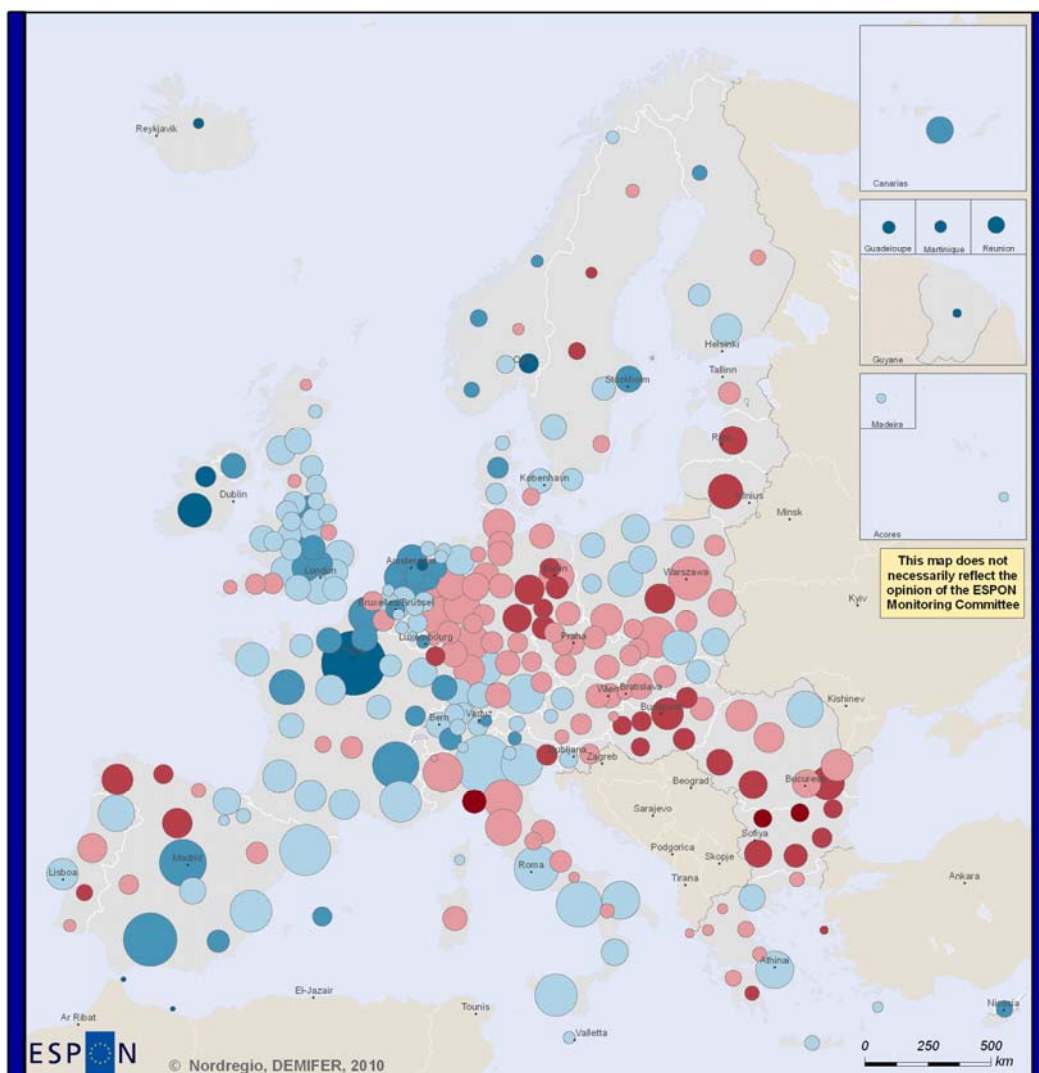 Reykjavik
Canarias
Guadeloupe
Martinique
Réunion
Guyane
Helsinki
Tallinn
Stockholm
Madeira
Riga
Dublin
København
Vilnius
Minsk
Acores
This map does not
necessarily reflect the
opinion of the ESPON
Monitoring Committee
Amsterdam
London
Berlin
Warszawa
Bruxelles/Brüssel
Kyiv
Luxembourg
Praha
Wien
Bratislava
Kishinev
Budapest
Bern
Vaduz
Ljubljana
Zagreb
Bucuresti
Beograd
Sarajevo
Sofiya
Podgorica
Skopje
Madrid
Roma
Tirana
Lisboa
Ankara
Athinai
El-Jazair
Tounis
Nicosia
Ar Ribat
Valletta
ESPON
© Nordregio, DEMIFER, 2010
0 250 500
km